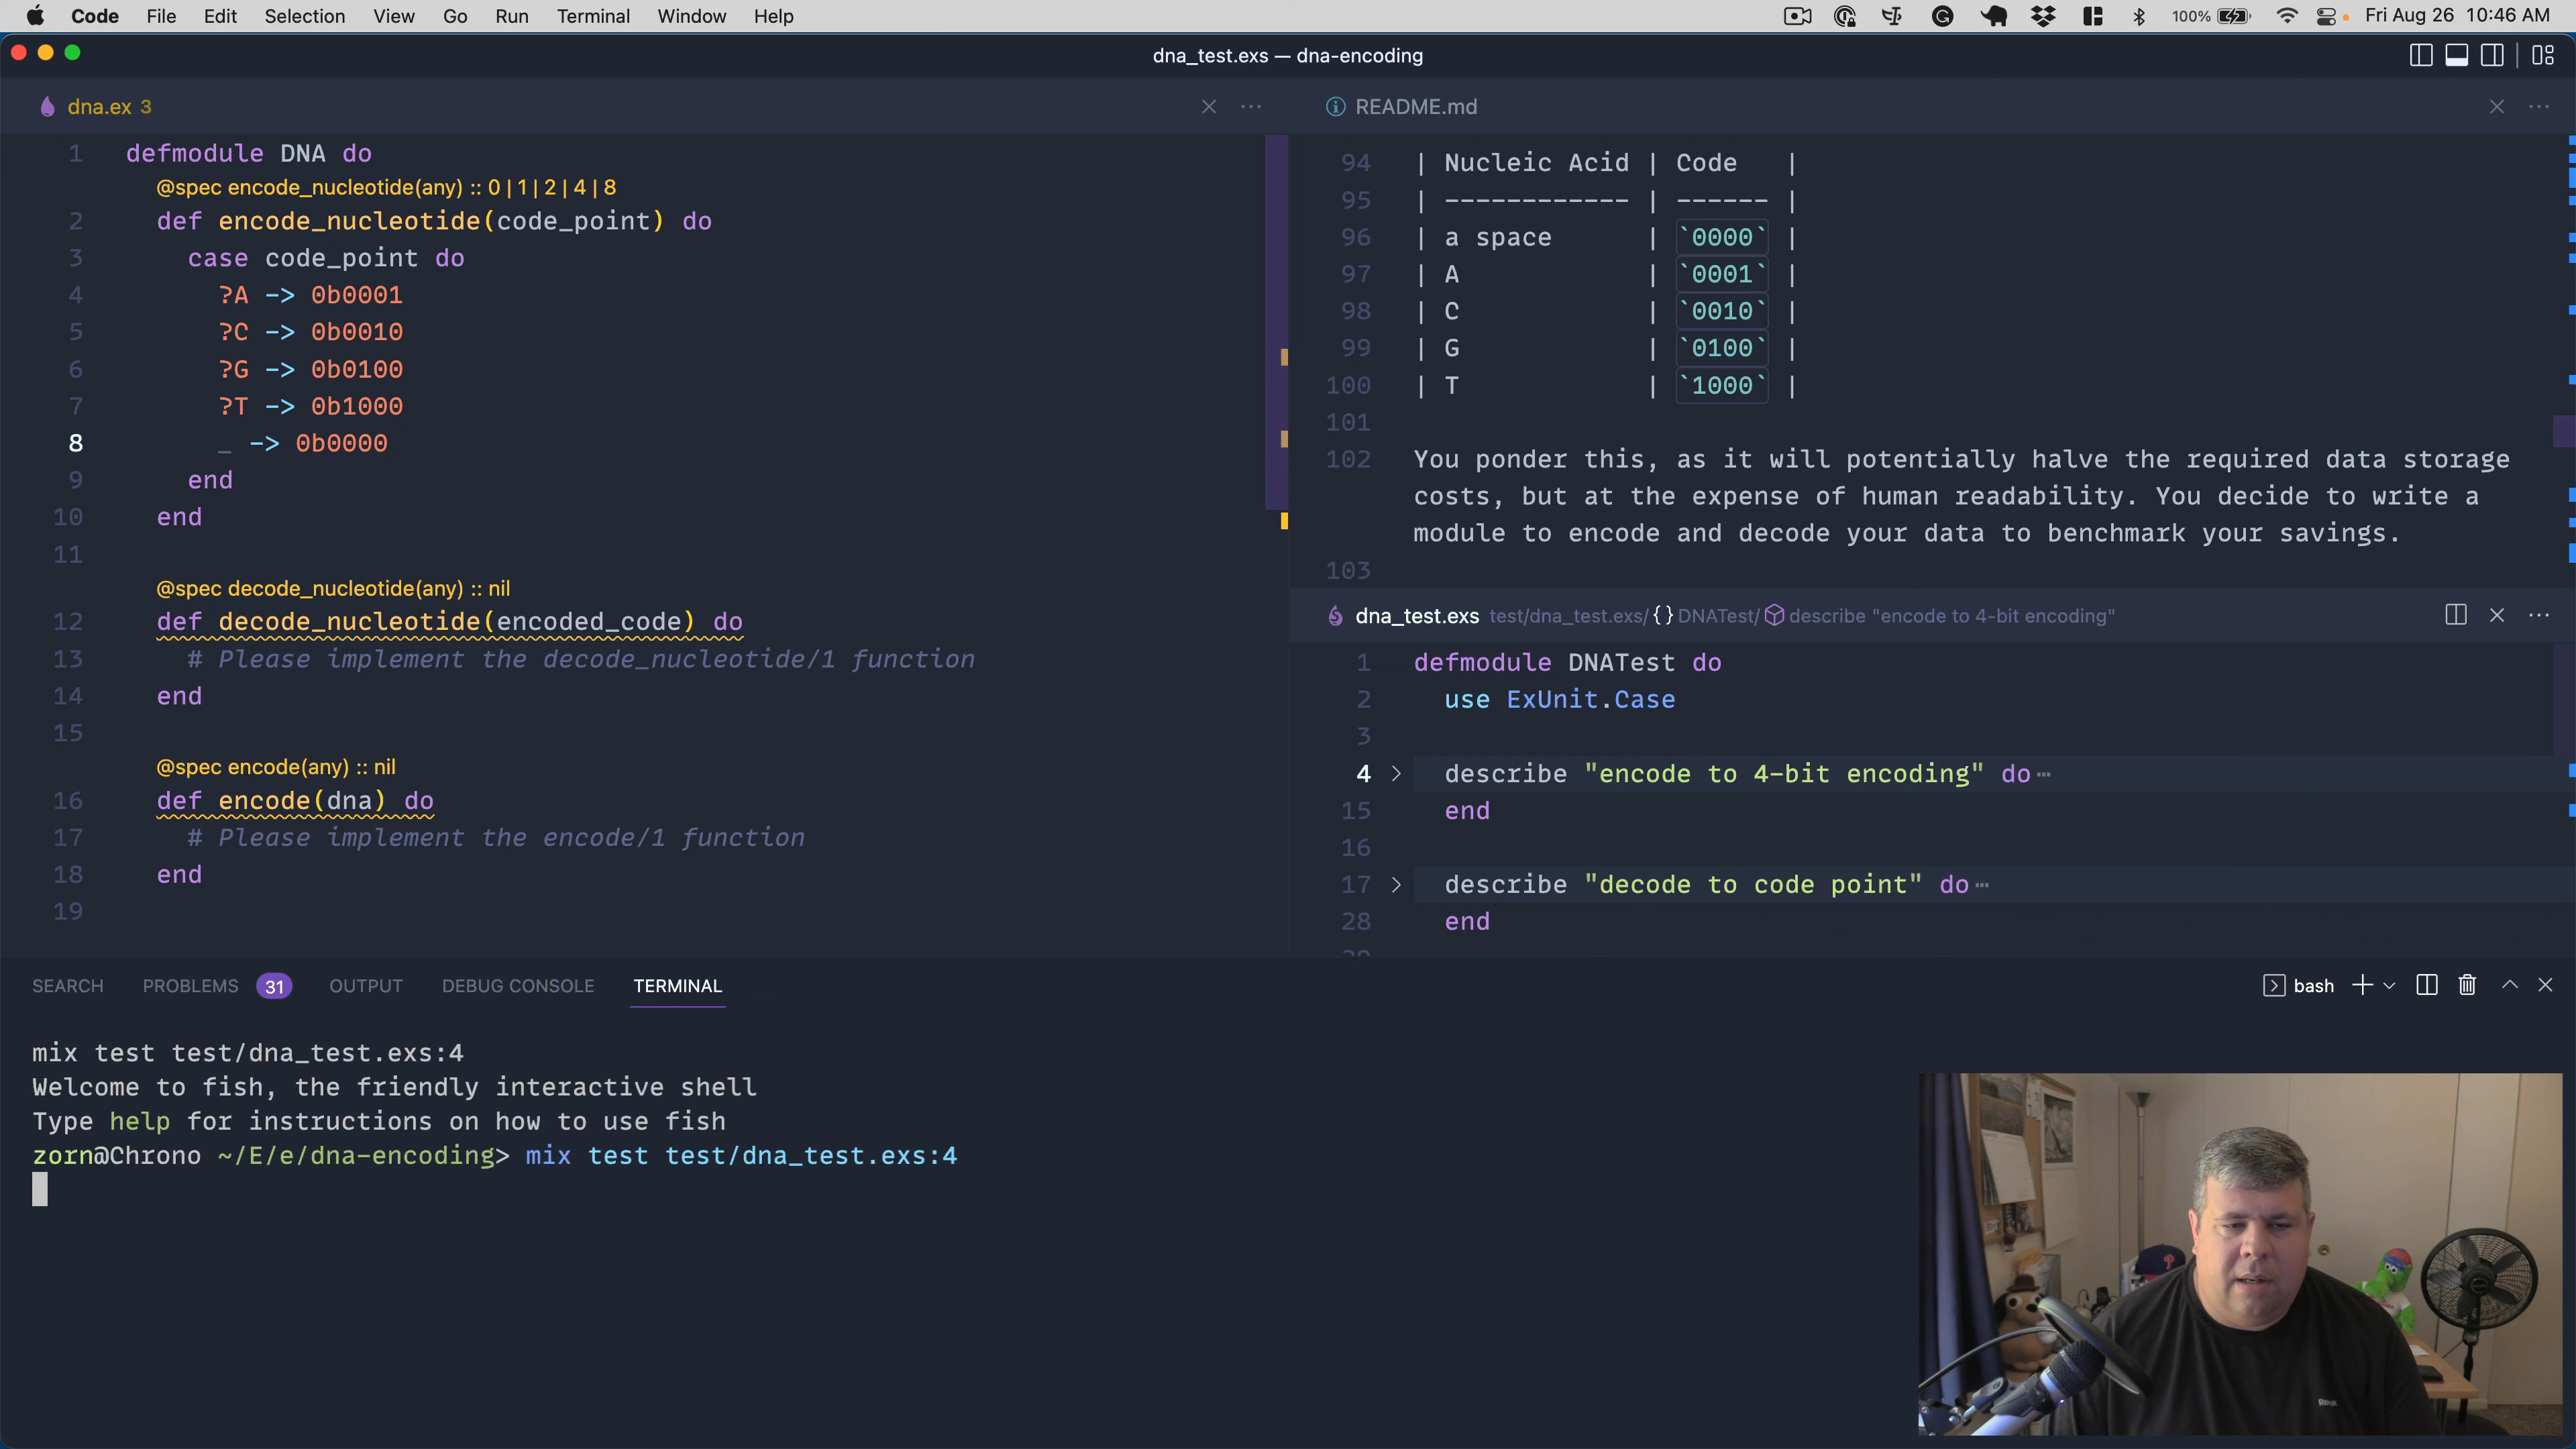 Code File Edit Selection View Go Run Terminal Window Help 100% Fri Aug 26 10:46 AM
dna_test.exs — dna-encoding
dna.ex 3
1 defmodule DNA do
@spec encode_nucleotide(any) :: 0 | 1 | 2 | 4 | 8
2 def encode_nucleotide(code_point) do
3 case code_point do
4 ?A -> 0b0001
5 ?C -> 0b0010
6 ?G -> 0b0100
7 ?T -> 0b1000
8 _ -> 0b0000
9 end
10 end
11
@spec decode_nucleotide(any) :: nil
12 def decode_nucleotide(encoded_code) do
13 # Please implement the decode_nucleotide/1 function
14 end
15
@spec encode(any) :: nil
16 def encode(dna) do
17 # Please implement the encode/1 function
18 end
19
README.md
94 | Nucleic Acid | Code |
95 | ------------ | ------ |
96 | a space | `0000` |
97 | A | `0001` |
98 | C | `0010` |
99 | G | `0100` |
100 | T | `1000` |
101
102 You ponder this, as it will potentially halve the required data storage
costs, but at the expense of human readability. You decide to write a
module to encode and decode your data to benchmark your savings.
103
dna_test.exs test/dna_test.exs/ {} DNATest/ describe "encode to 4-bit encoding"
1 defmodule DNATest do
2 use ExUnit.Case
3
4 describe "encode to 4-bit encoding" do
15 end
16
17 describe "decode to code point" do
28 end
SEARCH PROBLEMS 31 OUTPUT DEBUG CONSOLE TERMINAL bash
mix test test/dna_test.exs:4
Welcome to fish, the friendly interactive shell
Type help for instructions on how to use fish
zorn@Chrono ~/E/e/dna-encoding> mix test test/dna_test.exs:4